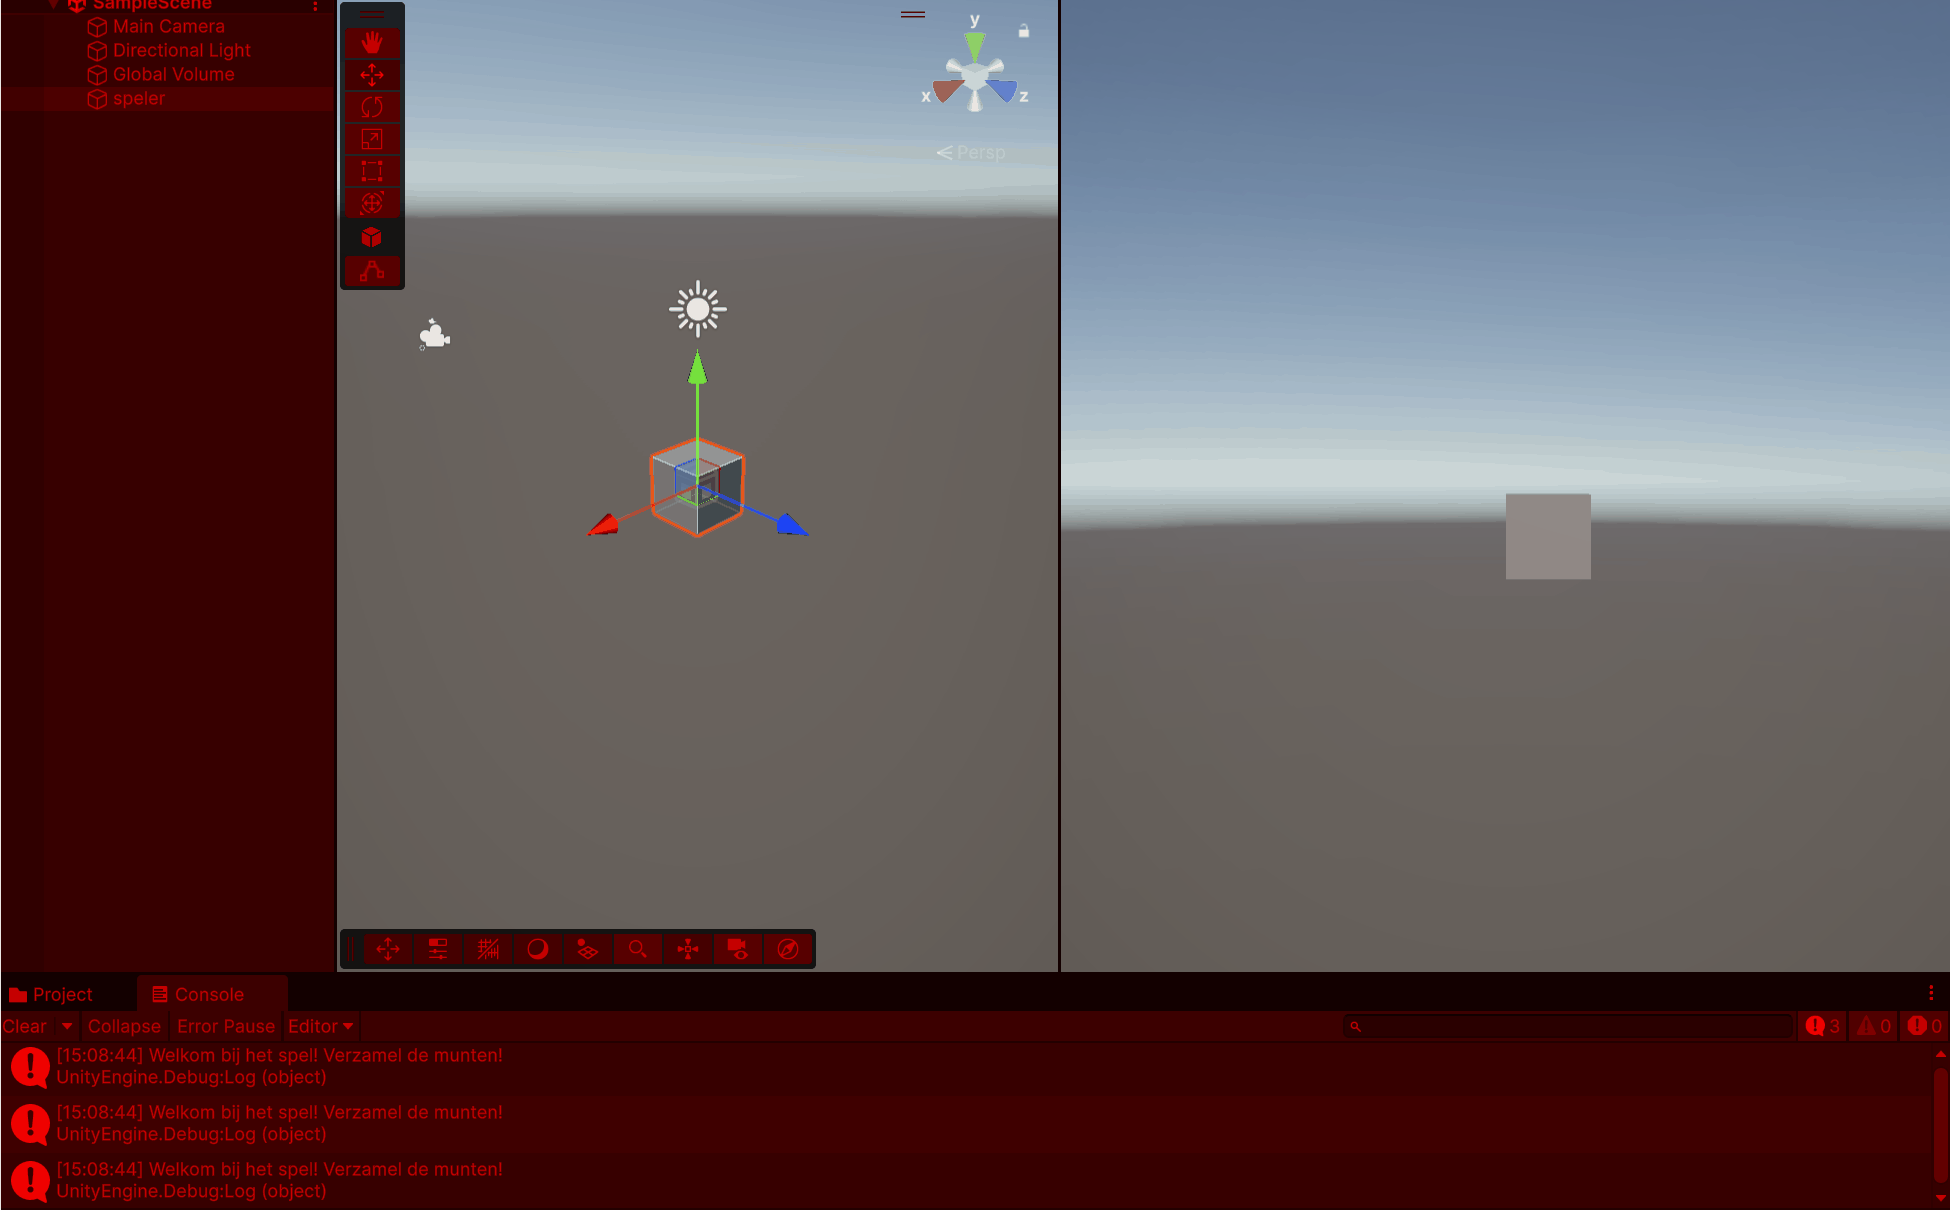 SampleScene
Main Camera
Directional Light
Global Volume
speler
y
x
z
Persp
Project
Console
Clear
Collapse
Error Pause
Editor
3
0
0
[15:08:44] Welkom bij het spel! Verzamel de munten!
UnityEngine.Debug:Log (object)
[15:08:44] Welkom bij het spel! Verzamel de munten!
UnityEngine.Debug:Log (object)
[15:08:44] Welkom bij het spel! Verzamel de munten!
UnityEngine.Debug:Log (object)